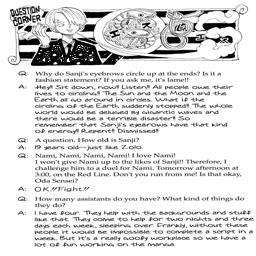 QUESTION
CORNER
Q: Why do Sanji's eyebrows circle up at the ends? Is it a
fashion statement? If you ask me, it's lame!!
A: Hey!! Sit down, now!! Listen!! All people owe their
lives to circling! The Sun and the Moon and the
Earth all go around in circles. What if the
circling of the Earth suddenly stopped!! The whole
world would be deluged by gigantic waves and
there would be a terrible disaster!! So
remember that Sanji's eyebrows have that kind
of energy!! Repent!! Dismissed!!
Q: A question. How old is Sanji?
A: 19 years old—just like Zolo.
Q: Nami, Nami, Nami, Nami! I love Nami!
I won't give Nami up to the likes of Sanji!! Therefore, I
challenge him to a duel for Nami. Tomorrow afternoon at
3:00, on the Red Line. Don't you run from me! Is that okay,
Oda Sensei?
A: OK!! Fight!!
Q: How many assistants do you have? What kind of things do
they do?
A: I have four. They help with the backgrounds and stuff
like that. They come to help for two nights and three
days each week, sleeping over. Frankly, without these
people it would be impossible to complete a script in a
week. But it's a really goofy workplace so we have a
lot of fun working on the manga.